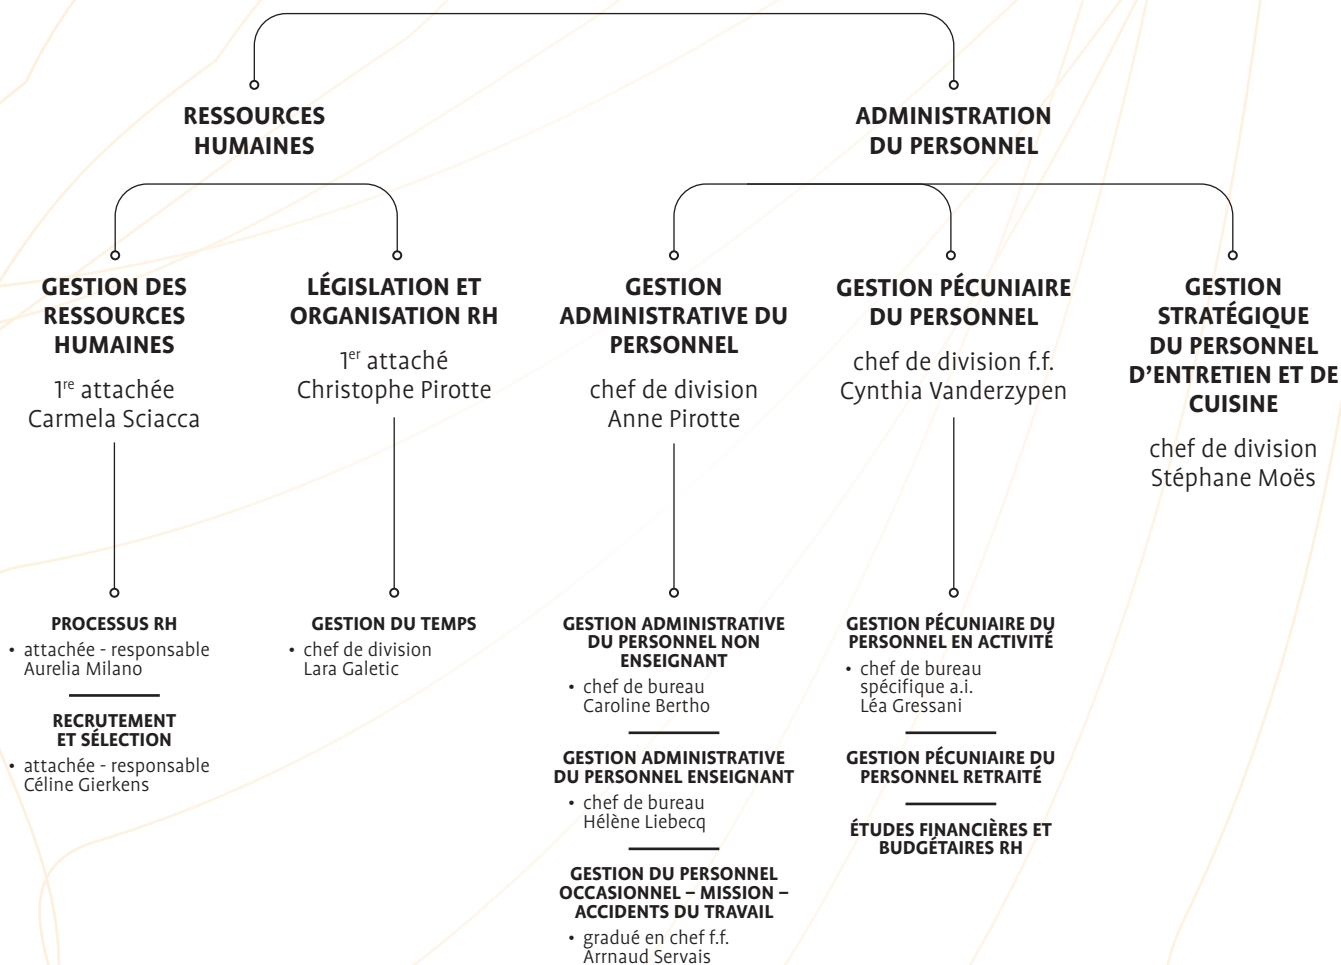 RESSOURCES
HUMAINES
ADMINISTRATION
DU PERSONNEL
GESTION DES
RESSOURCES
HUMAINES
1re attachée
Carmela Sciacca
LÉGISLATION ET
ORGANISATION RH
1er attaché
Christophe Pirotte
GESTION
ADMINISTRATIVE DU
PERSONNEL
chef de division
Anne Pirotte
GESTION PÉCUNIAIRE
DU PERSONNEL
chef de division f.f.
Cynthia Vanderzypen
GESTION
STRATÉGIQUE
DU PERSONNEL
D’ENTRETIEN ET DE
CUISINE
chef de division
Stéphane Moës
PROCESSUS RH
• attachée - responsable
Aurelia Milano
RECRUTEMENT
ET SÉLECTION
• attachée - responsable
Céline Gierkens
GESTION DU TEMPS
• chef de division
Lara Galetic
GESTION ADMINISTRATIVE
DU PERSONNEL NON
ENSEIGNANT
• chef de bureau
Caroline Bertho
GESTION ADMINISTRATIVE
DU PERSONNEL ENSEIGNANT
• chef de bureau
Hélène Liebecq
GESTION DU PERSONNEL
OCCASIONNEL – MISSION –
ACCIDENTS DU TRAVAIL
• gradué en chef f.f.
Arrnaud Servais
GESTION PÉCUNIAIRE DU
PERSONNEL EN ACTIVITÉ
• chef de bureau
spécifique a.i.
Léa Gressani
GESTION PÉCUNIAIRE DU
PERSONNEL RETRAITÉ
ÉTUDES FINANCIÈRES ET
BUDGÉTAIRES RH